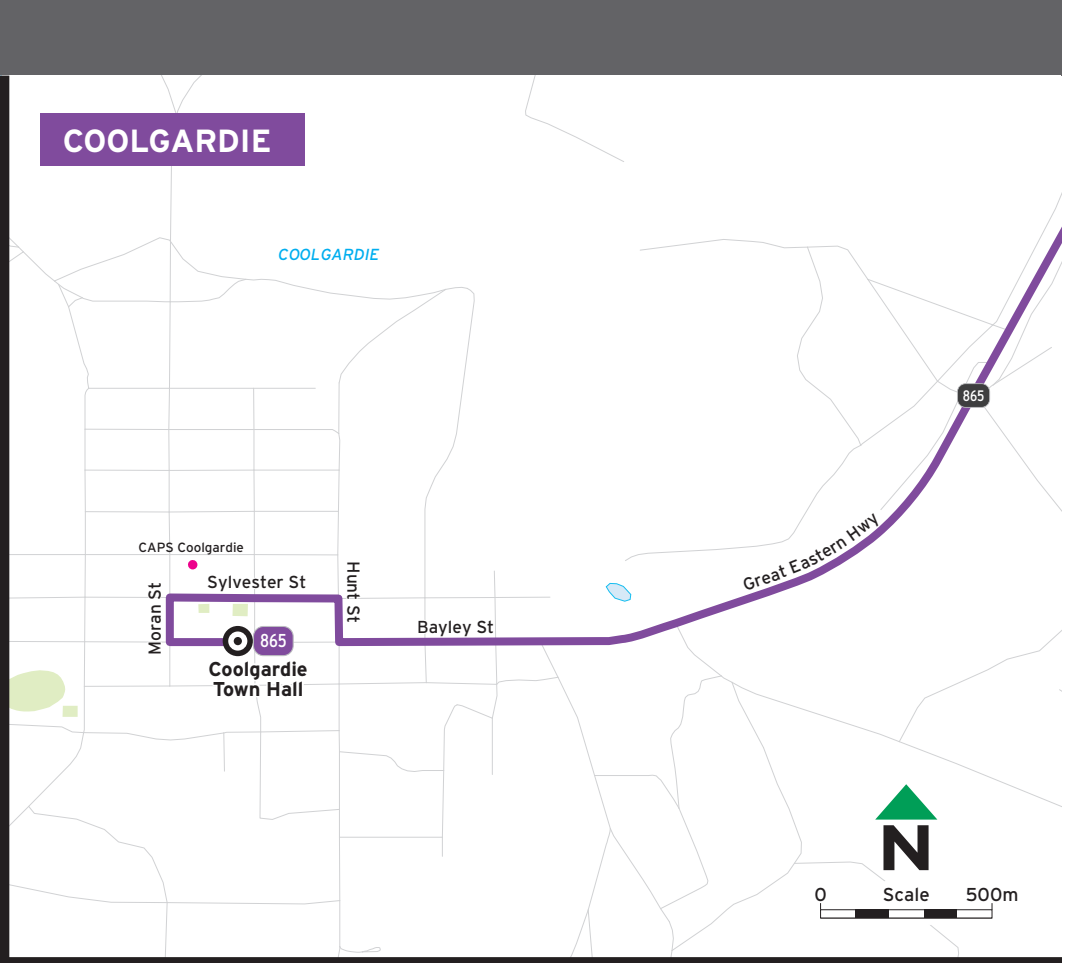 COOLGARDIE
COOLGARDIE
865
Great Eastern Hwy
CAPS Coolgardie
Sylvester St
Hunt St
Moran St
Bayley St
865
Coolgardie
Town Hall
N
0 Scale 500m